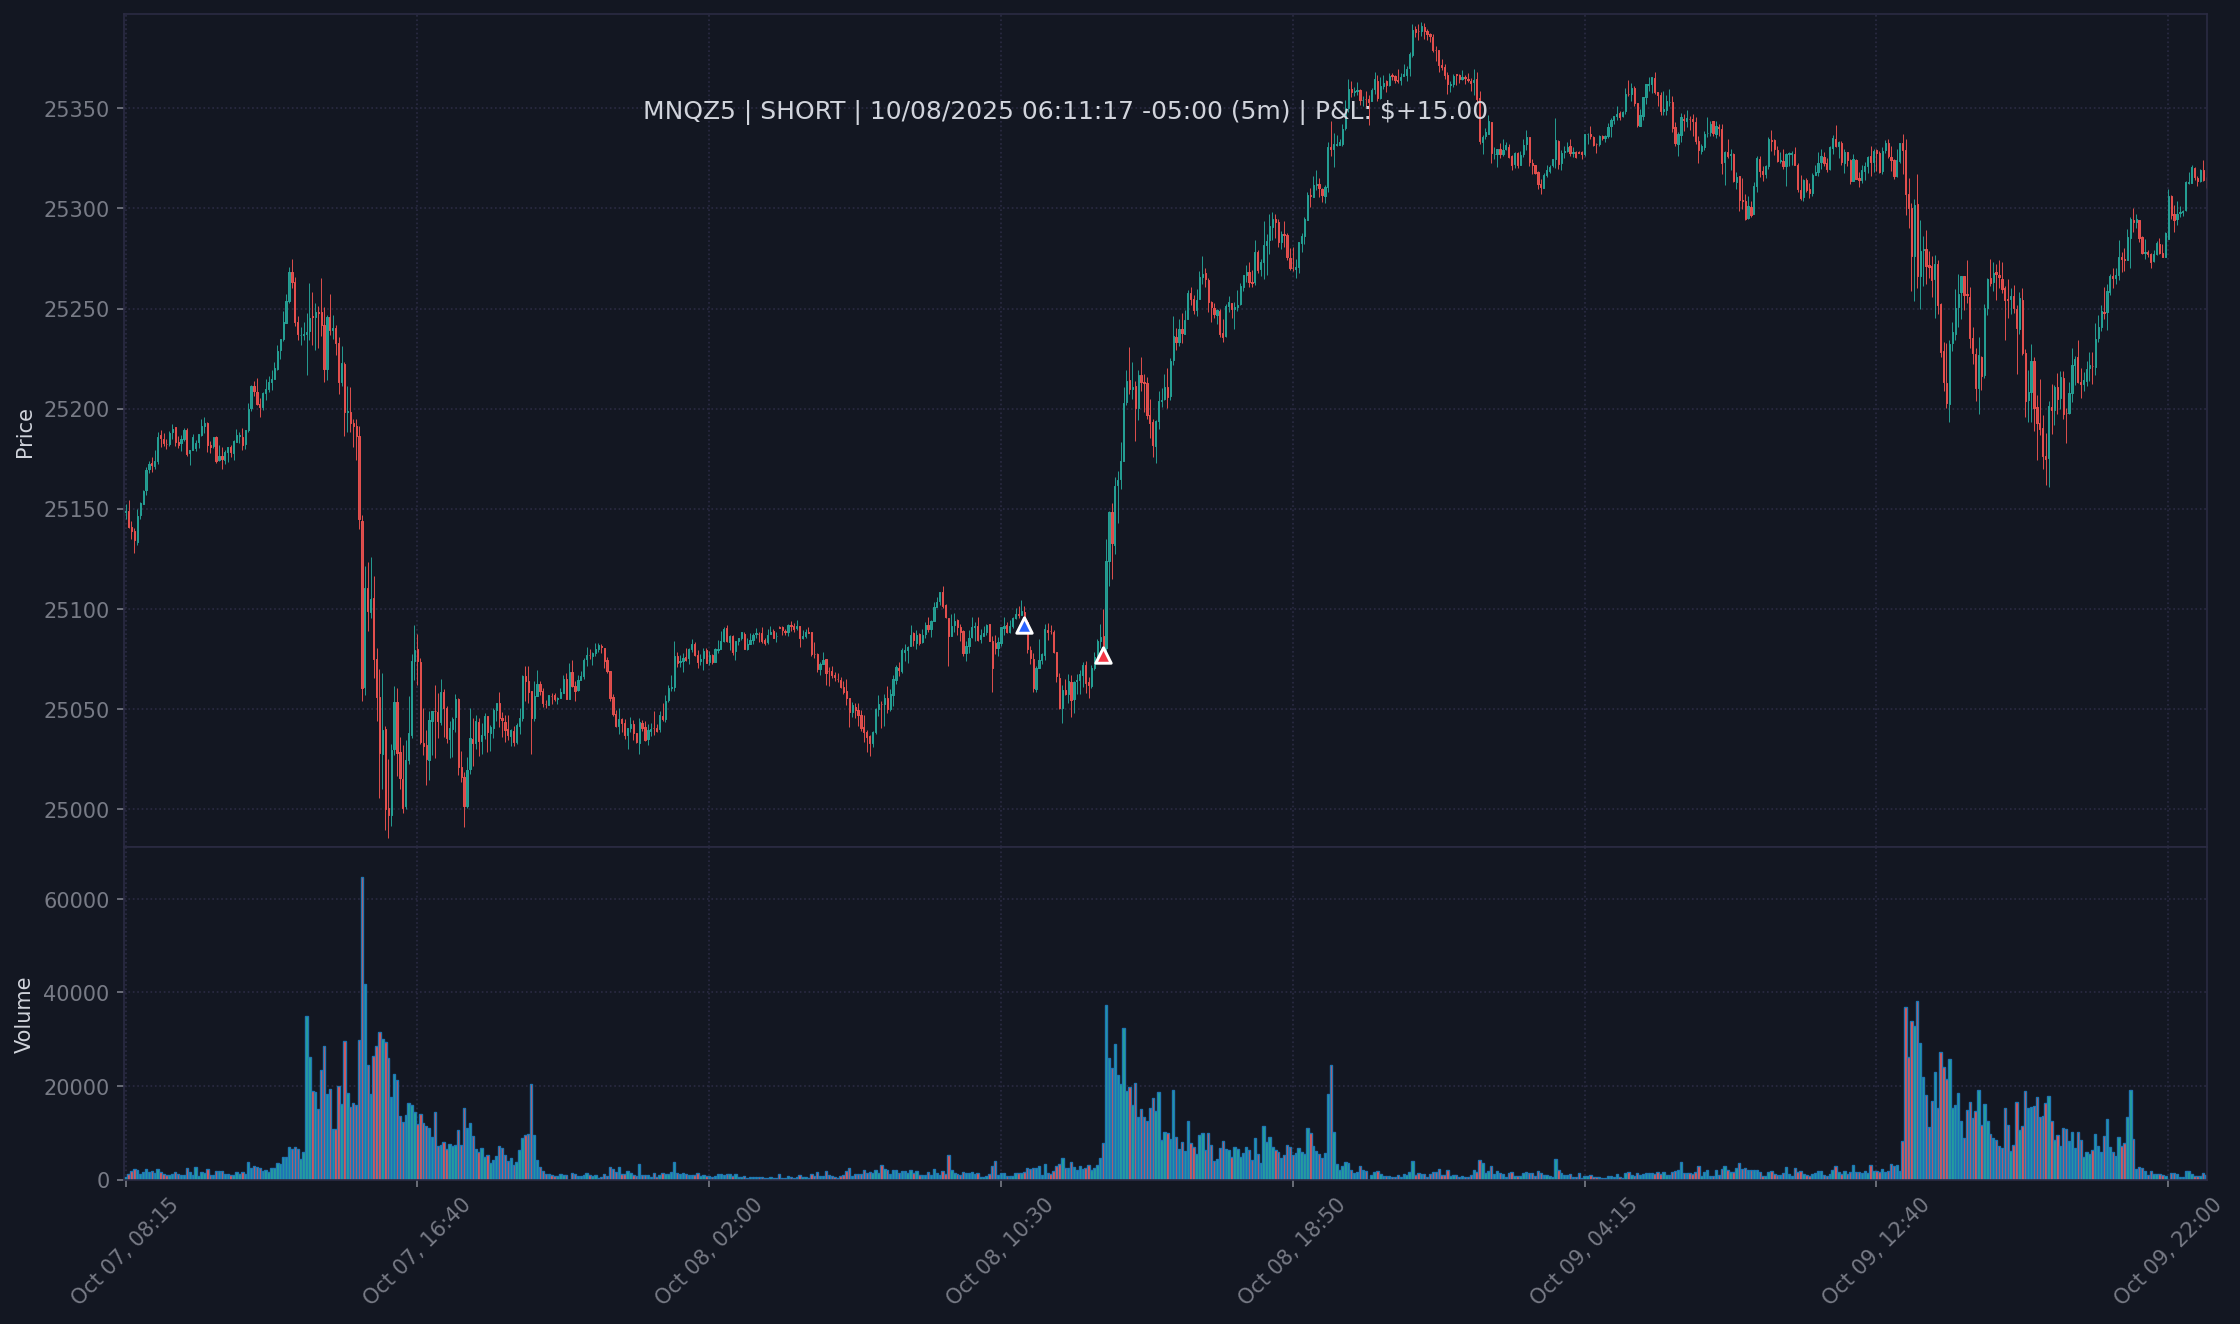 MNQZ5 | SHORT | 10/08/2025 06:11:17 -05:00 (5m) | P&L: $+15.00
Price
25350
25300
25250
25200
25150
25100
25050
25000
Volume
60000
40000
20000
0
Oct 07, 08:15
Oct 07, 16:40
Oct 08, 02:00
Oct 08, 10:30
Oct 08, 18:50
Oct 09, 04:15
Oct 09, 12:40
Oct 09, 22:00